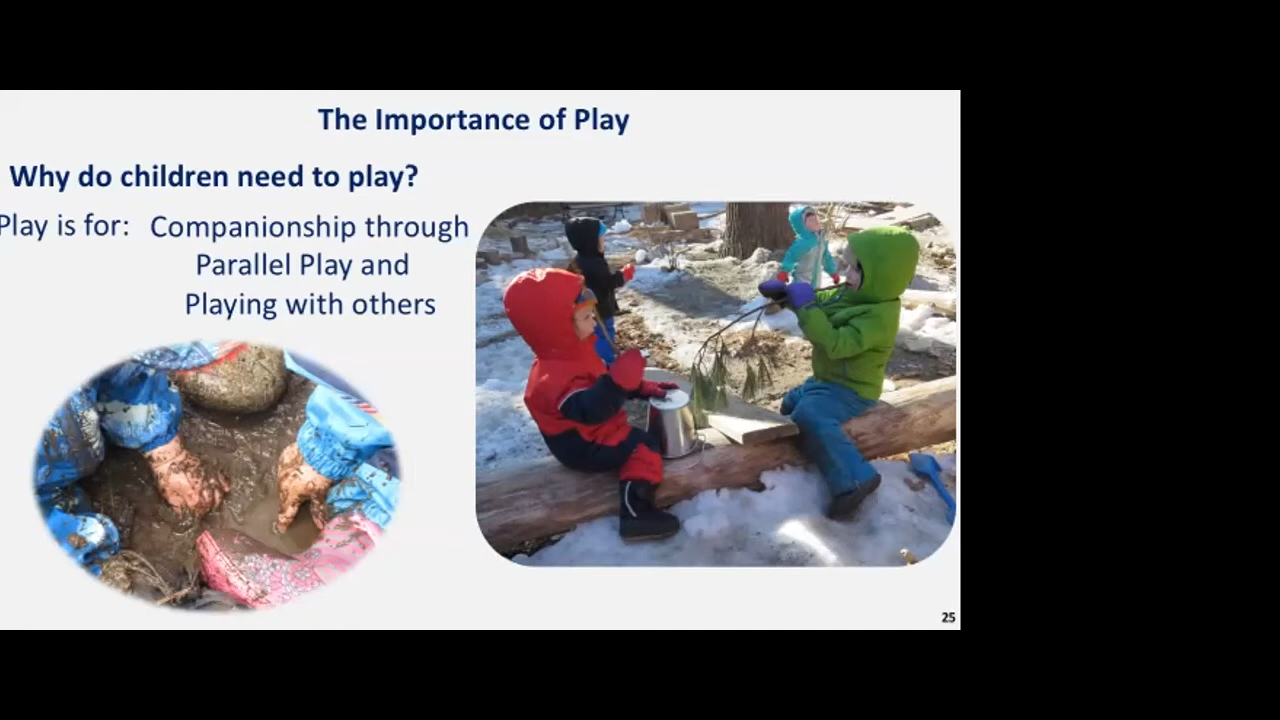 The Importance of Play
Why do children need to play?
Play is for: Companionship through
Parallel Play and
Playing with others
25